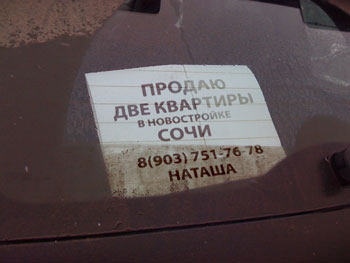 ПРОДАЮ
ДВЕ КВАРТИРЫ
В НОВОСТРОЙКЕ
СОЧИ
8(903) 751-76-78
НАТАША